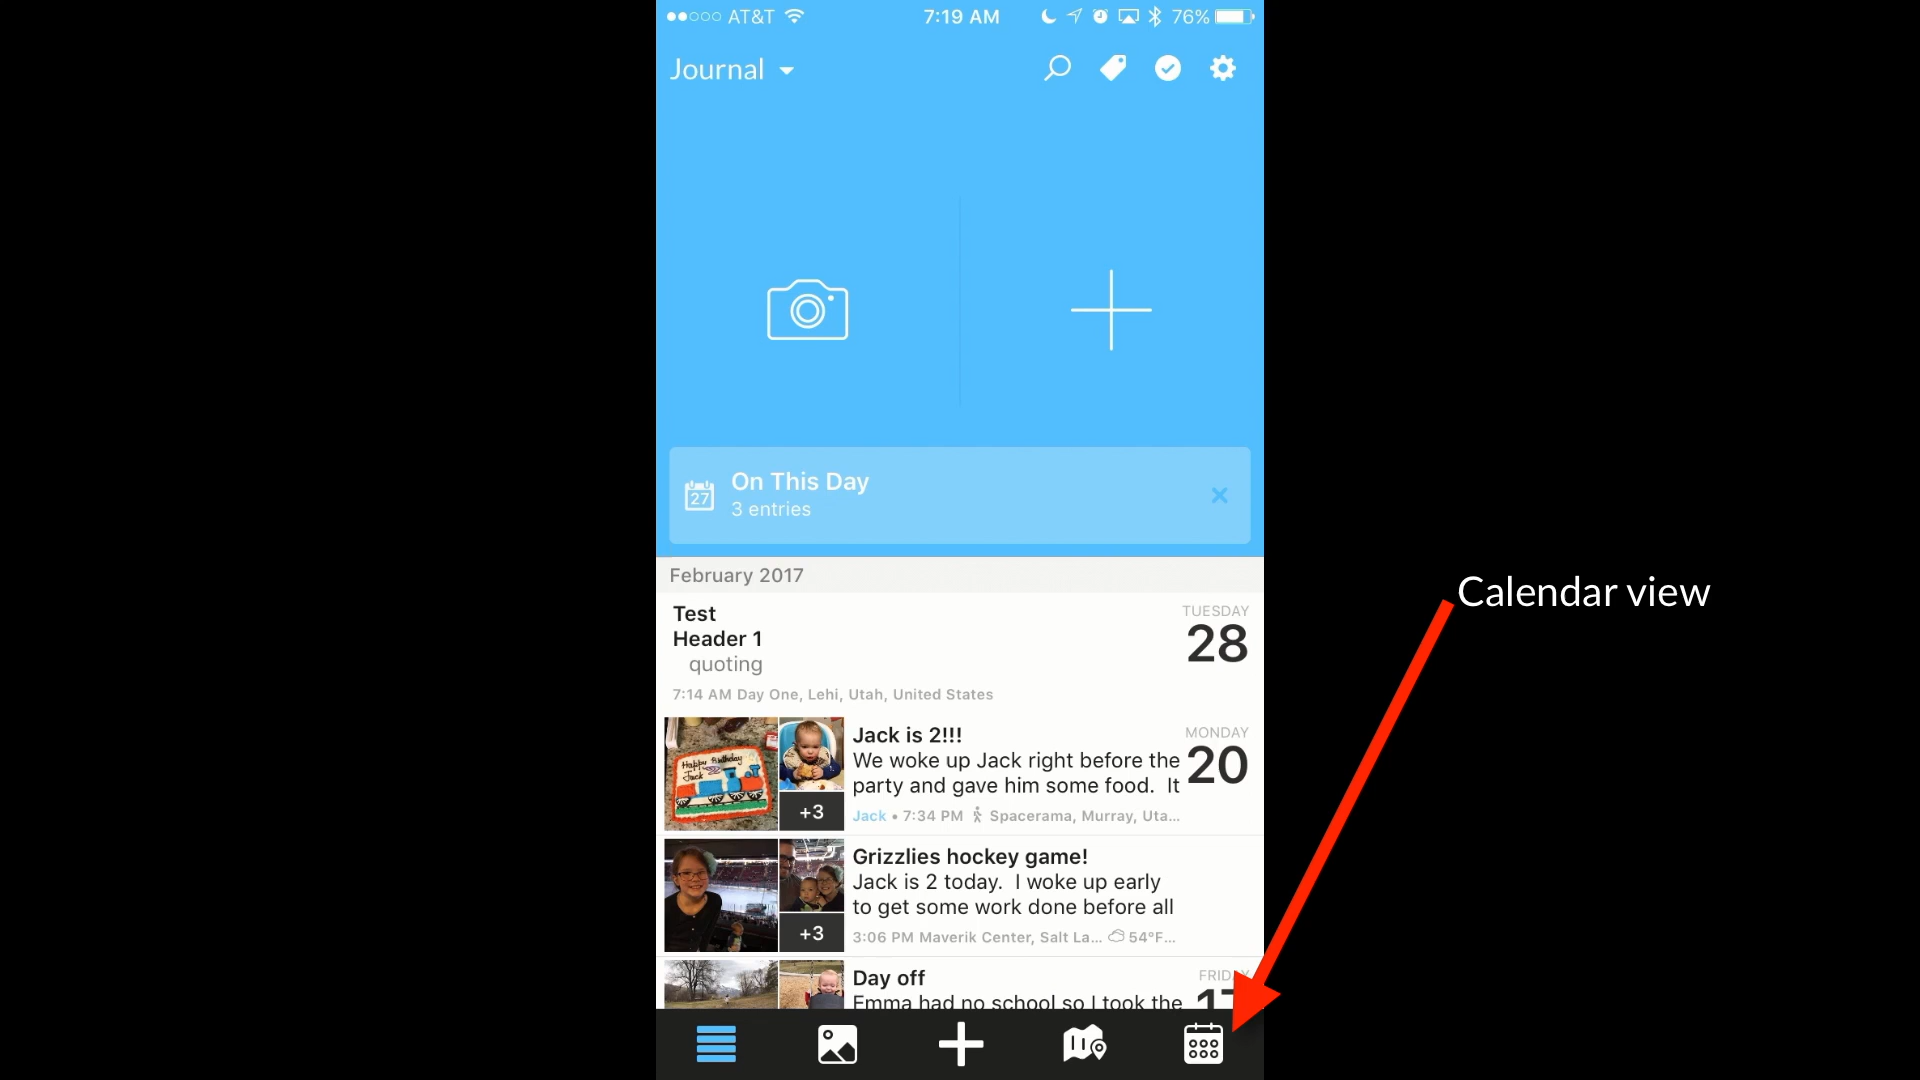 AT&T 7:19 AM 76%
Journal
27
On This Day
3 entries
February 2017
Test
Header 1
quoting
7:14 AM Day One, Lehi, Utah, United States
TUESDAY
28
Happy Birthday
Jack
+3
Jack is 2!!!
We woke up Jack right before the
party and gave him some food. It
Jack • 7:34 PM Spacerama, Murray, Uta...
MONDAY
20
+3
Grizzlies hockey game!
Jack is 2 today. I woke up early
to get some work done before all
3:06 PM Maverik Center, Salt La... 54°F...
Day off
Emma had no school so I took the
17
Calendar view